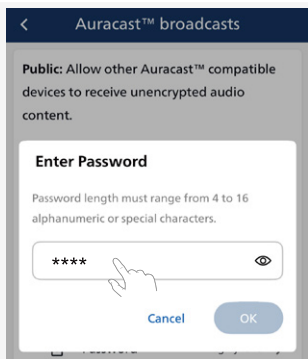 Auracast™ broadcasts
Public: Allow other Auracast™ compatible
devices to receive unencrypted audio
content.
Enter Password
Password length must range from 4 to 16
alphanumeric or special characters.
****
Cancel
OK